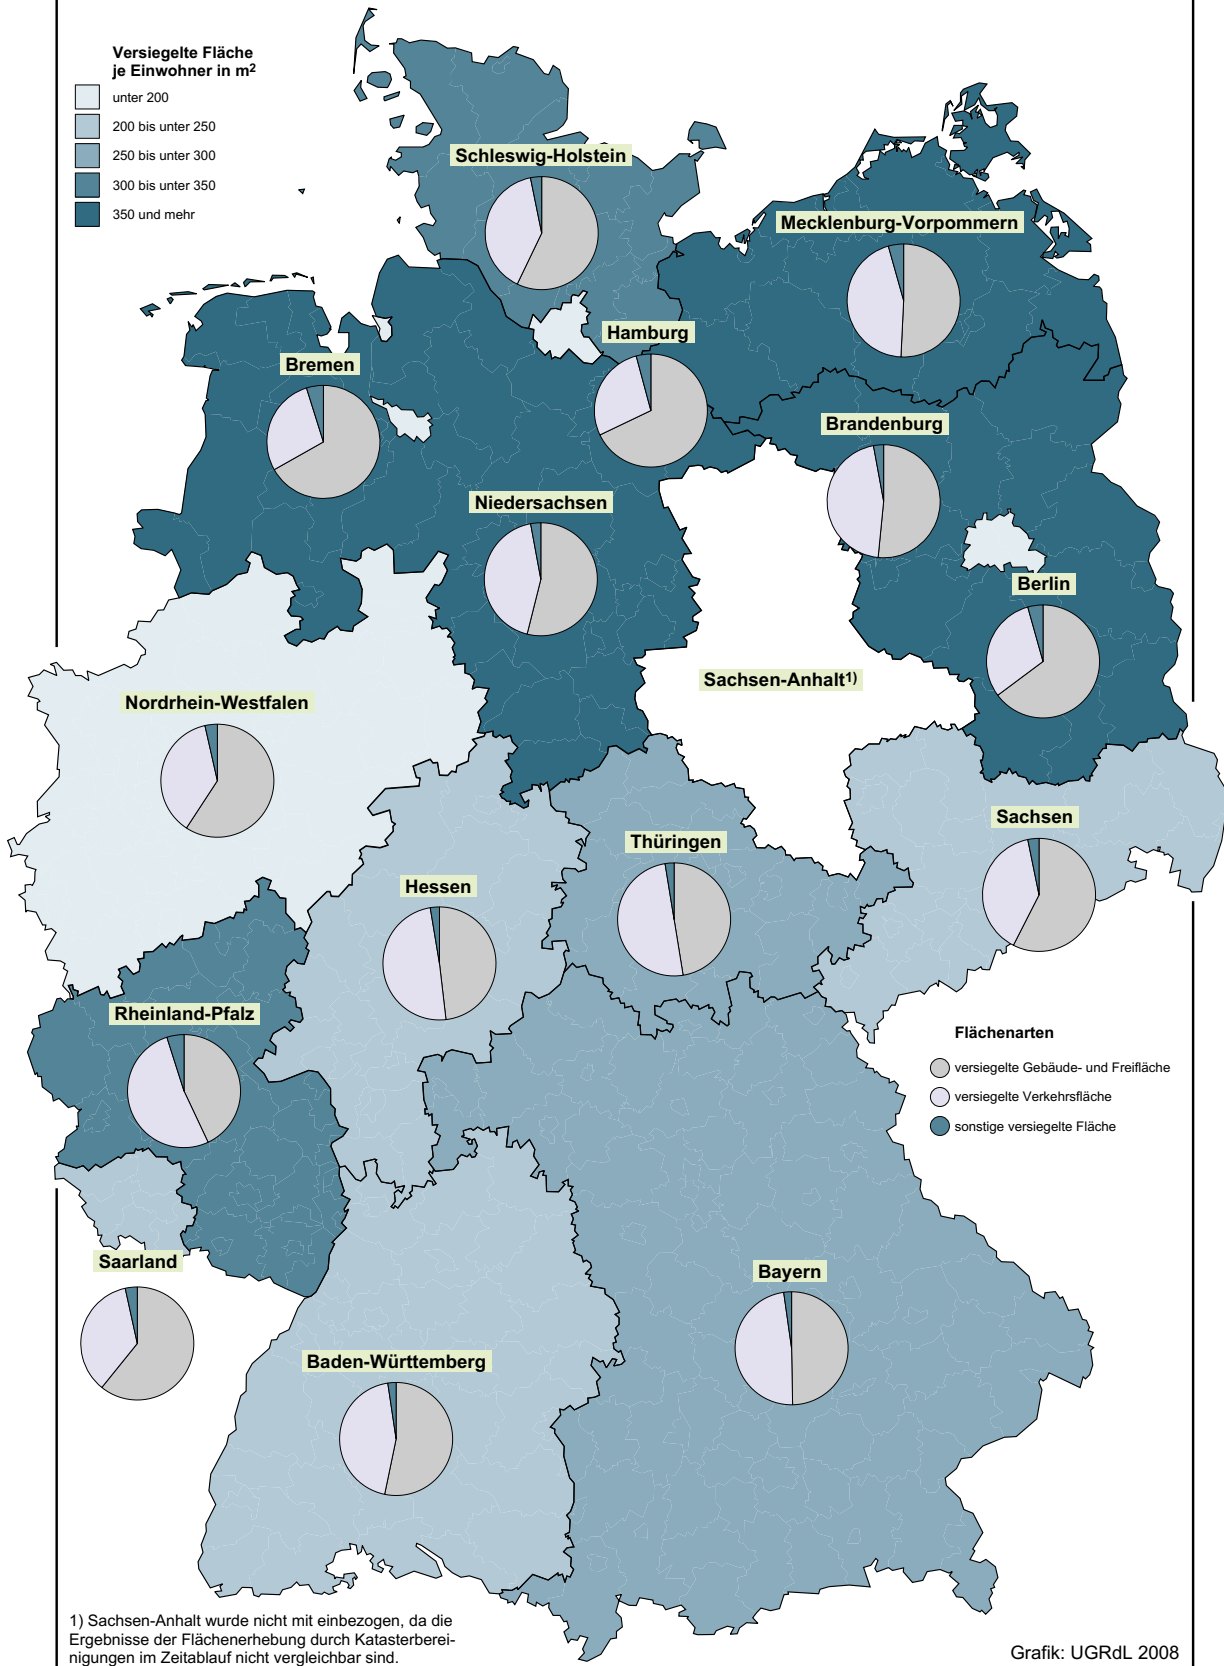 Versiegelte Fläche
je Einwohner in m²
unter 200
200 bis unter 250
250 bis unter 300
300 bis unter 350
350 und mehr
Schleswig-Holstein
Mecklenburg-Vorpommern
Hamburg
Bremen
Brandenburg
Niedersachsen
Berlin
Sachsen-Anhalt¹⁾
Nordrhein-Westfalen
Sachsen
Thüringen
Hessen
Rheinland-Pfalz
Flächenarten
versiegelte Gebäude- und Freifläche
versiegelte Verkehrsfläche
sonstige versiegelte Fläche
Saarland
Bayern
Baden-Württemberg
1) Sachsen-Anhalt wurde nicht mit einbezogen, da die
Ergebnisse der Flächenerhebung durch Katasterberei-
nigungen im Zeitablauf nicht vergleichbar sind.
Grafik: UGRdL 2008